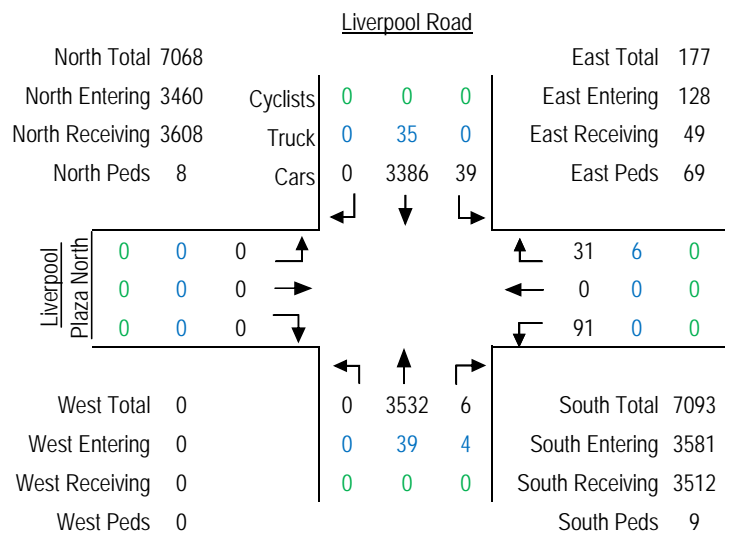 Liverpool Road
North Total 7068
East Total 177
North Entering 3460
Cyclists 0 0 0
East Entering 128
North Receiving 3608
Truck 0 35 0
East Receiving 49
North Peds 8
Cars 0 3386 39
East Peds 69
Liverpool
Plaza North
0 0 0
31 6 0
0 0 0
0 0 0
0 0 0
91 0 0
West Total 0
0 3532 6
South Total 7093
West Entering 0
0 39 4
South Entering 3581
West Receiving 0
0 0 0
South Receiving 3512
West Peds 0
South Peds 9